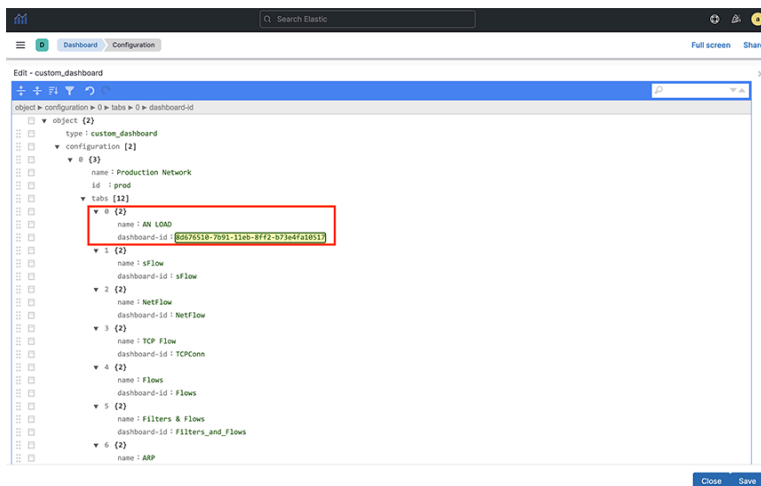 Search Elastic
a
D Dashboard Configuration Full screen Share
Edit - custom_dashboard
object ► configuration ► 0 ► tabs ► 0 ► dashboard-id
object {2}
type : custom_dashboard
configuration [2]
0 {3}
name : Production Network
id : prod
tabs [12]
0 {2}
name : AN LOAD
dashboard-id : 8d676510-7b91-11eb-8ff2-b73e4fa10517
1 {2}
name : sFlow
dashboard-id : sFlow
2 {2}
name : NetFlow
dashboard-id : NetFlow
3 {2}
name : TCP Flow
dashboard-id : TCPConn
4 {2}
name : Flows
dashboard-id : Flows
5 {2}
name : Filters & Flows
dashboard-id : Filters_and_Flows
6 {2}
name : ARP
Close Save